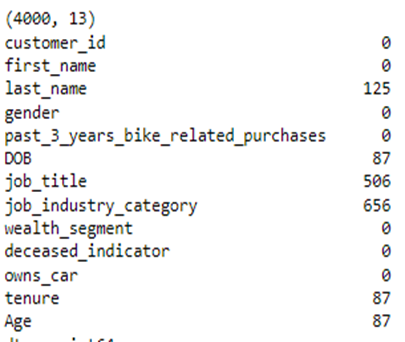 (4000, 13)
customer_id 0
first_name 0
last_name 125
gender 0
past_3_years_bike_related_purchases 0
DOB 87
job_title 506
job_industry_category 656
wealth_segment 0
deceased_indicator 0
owns_car 0
tenure 87
Age 87